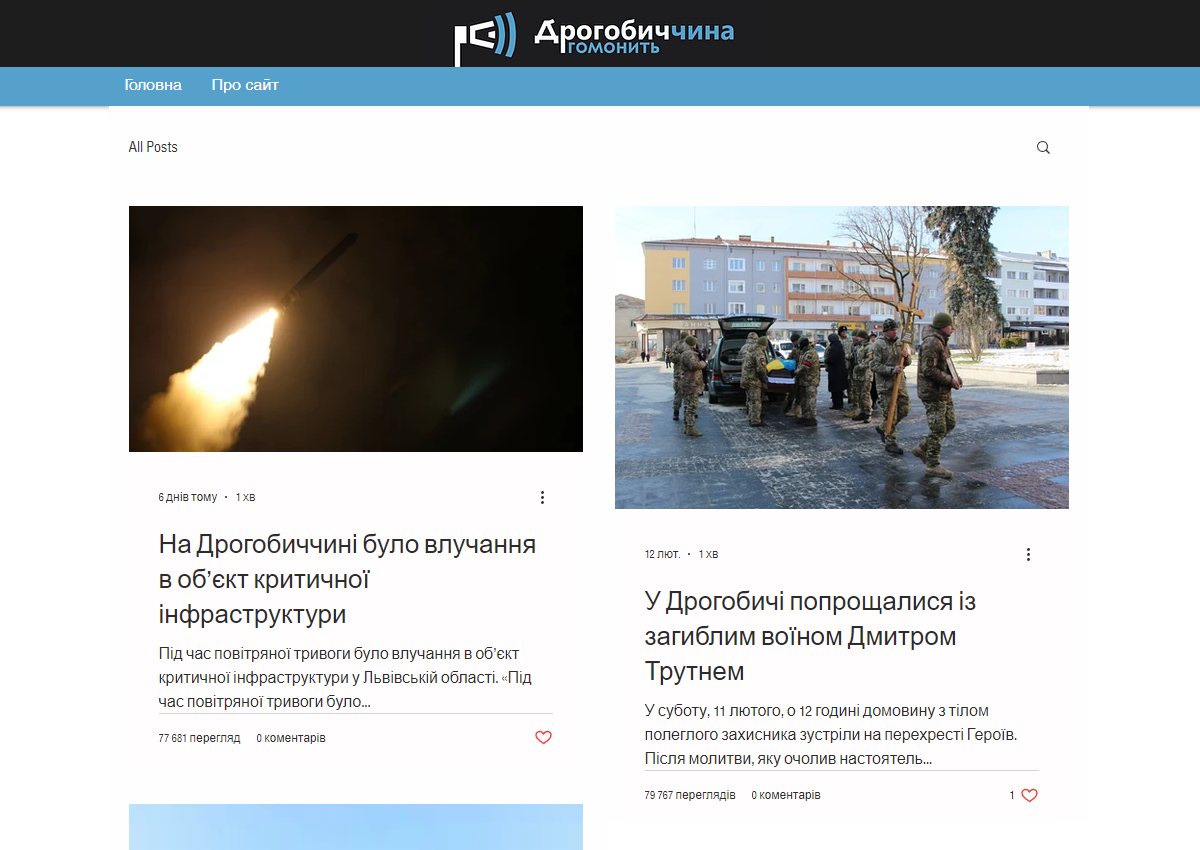 Дрогобиччина
гомонить
Головна
Про сайт
All Posts
6 днів тому · 1 хв
На Дрогобиччині було влучання
в об’єкт критичної
інфраструктури
Під час повітряної тривоги було влучання в об’єкт
критичної інфраструктури у Львівській області. «Під
час повітряної тривоги було...
77 681 перегляд
0 коментарів
12 лют. · 1 хв
У Дрогобичі попрощалися із
загиблим воїном Дмитром
Трутнем
У суботу, 11 лютого, о 12 годині домовину з тілом
полеглого захисника зустріли на перехресті Героїв.
Після молитви, яку очолив настоятель...
79 767 переглядів
0 коментарів
1